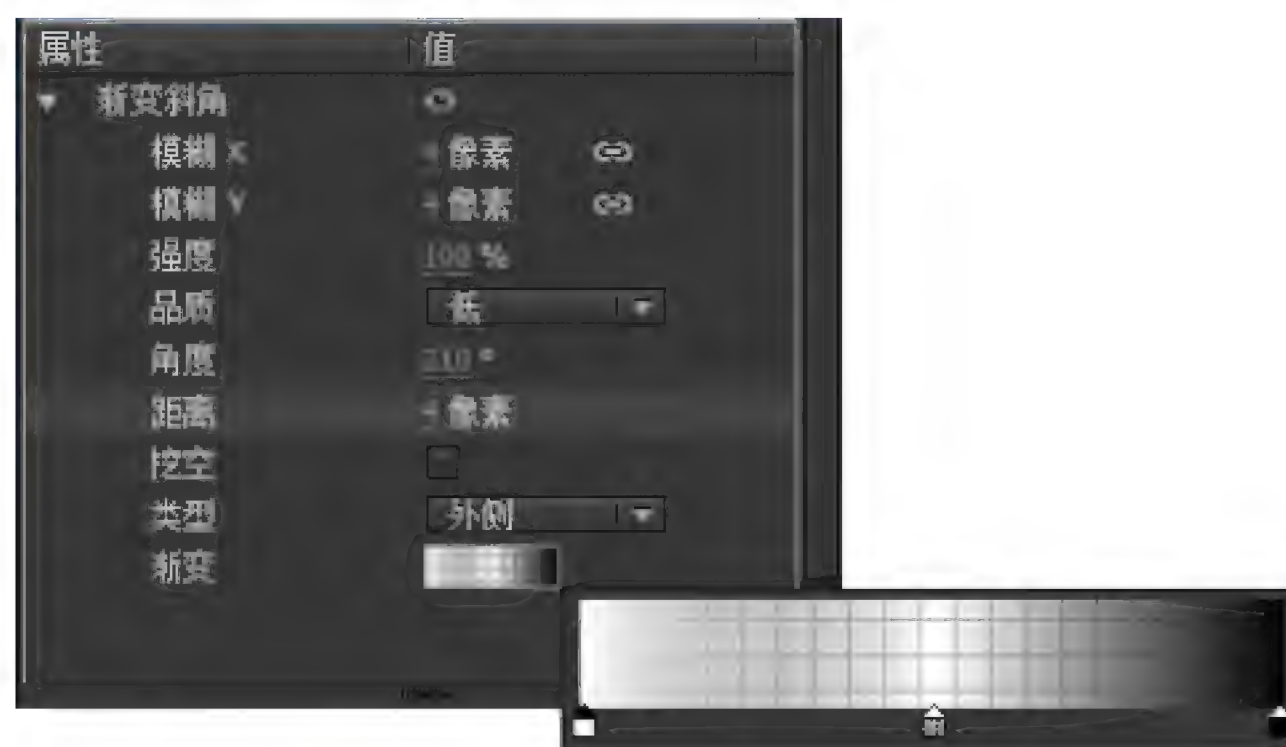 属性 值
渐变斜角
模糊 X 像素
模糊 Y 像素
强度 100 %
品质 低
角度 °
距离 像素
挖空
类型 外侧
渐变